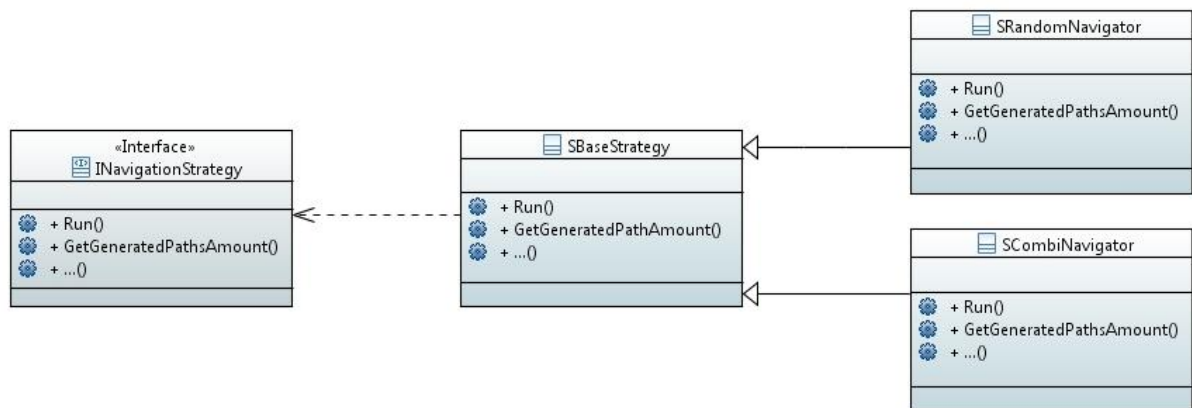 «Interface»
INavigationStrategy
+ Run()
+ GetGeneratedPathsAmount()
+ ...()
SBaseStrategy
+ Run()
+ GetGeneratedPathAmount()
+ ...()
SRandomNavigator
+ Run()
+ GetGeneratedPathsAmount()
+ ...()
SCombiNavigator
+ Run()
+ GetGeneratedPathsAmount()
+ ...()